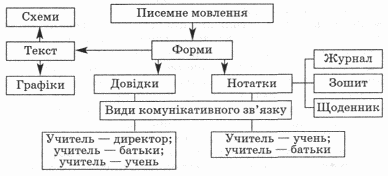 Схеми
Писемне мовлення
Текст
Форми
Графіки
Довідки
Нотатки
Журнал
Зошит
Щоденник
Види комунікативного зв'язку
Учитель — директор;
учитель — батьки;
учитель — учень
Учитель — учень;
учитель — батьки